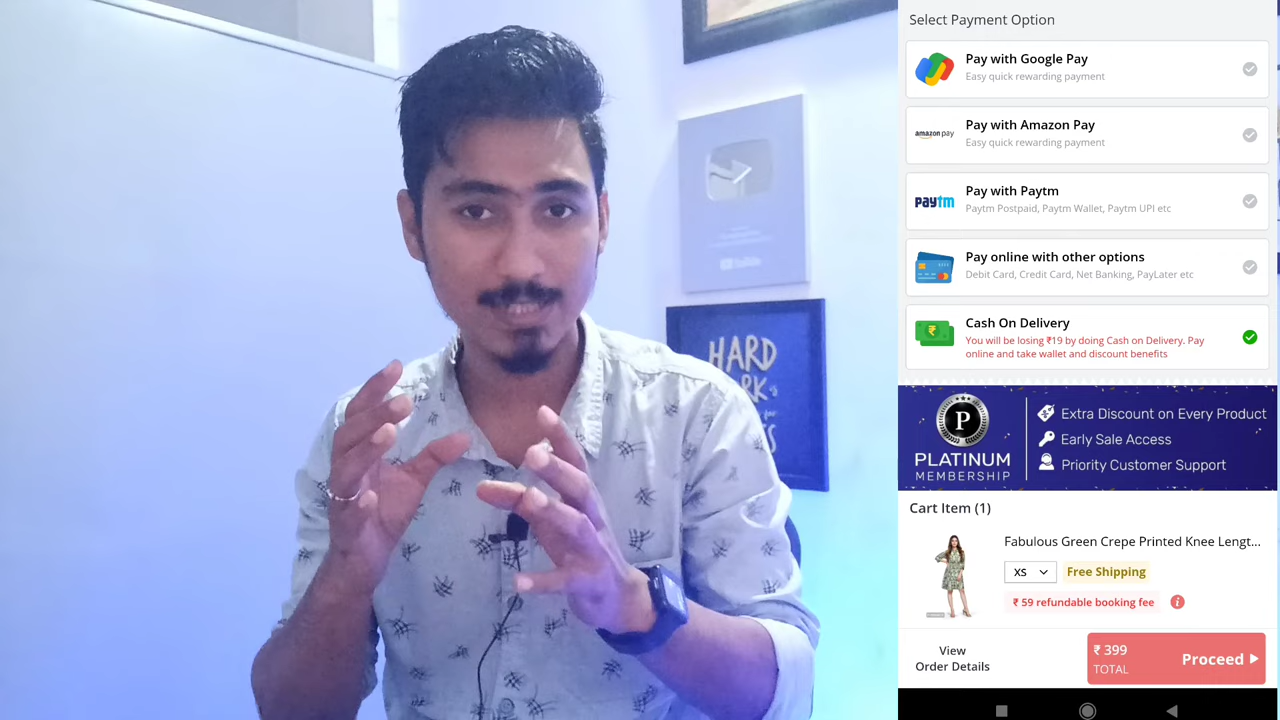 HARD
Select Payment Option
Pay with Google Pay
Easy quick rewarding payment
amazon pay
Pay with Amazon Pay
Easy quick rewarding payment
paytm
Pay with Paytm
Paytm Postpaid, Paytm Wallet, Paytm UPI etc
Pay online with other options
Debit Card, Credit Card, Net Banking, PayLater etc
₹
Cash On Delivery
You will be losing ₹19 by doing Cash on Delivery. Pay
online and take wallet and discount benefits
P
PLATINUM
MEMBERSHIP
Extra Discount on Every Product
Early Sale Access
Priority Customer Support
Cart Item (1)
Fabulous Green Crepe Printed Knee Lengt...
XS
Free Shipping
₹ 59 refundable booking fee
i
View
Order Details
₹ 399
TOTAL
Proceed